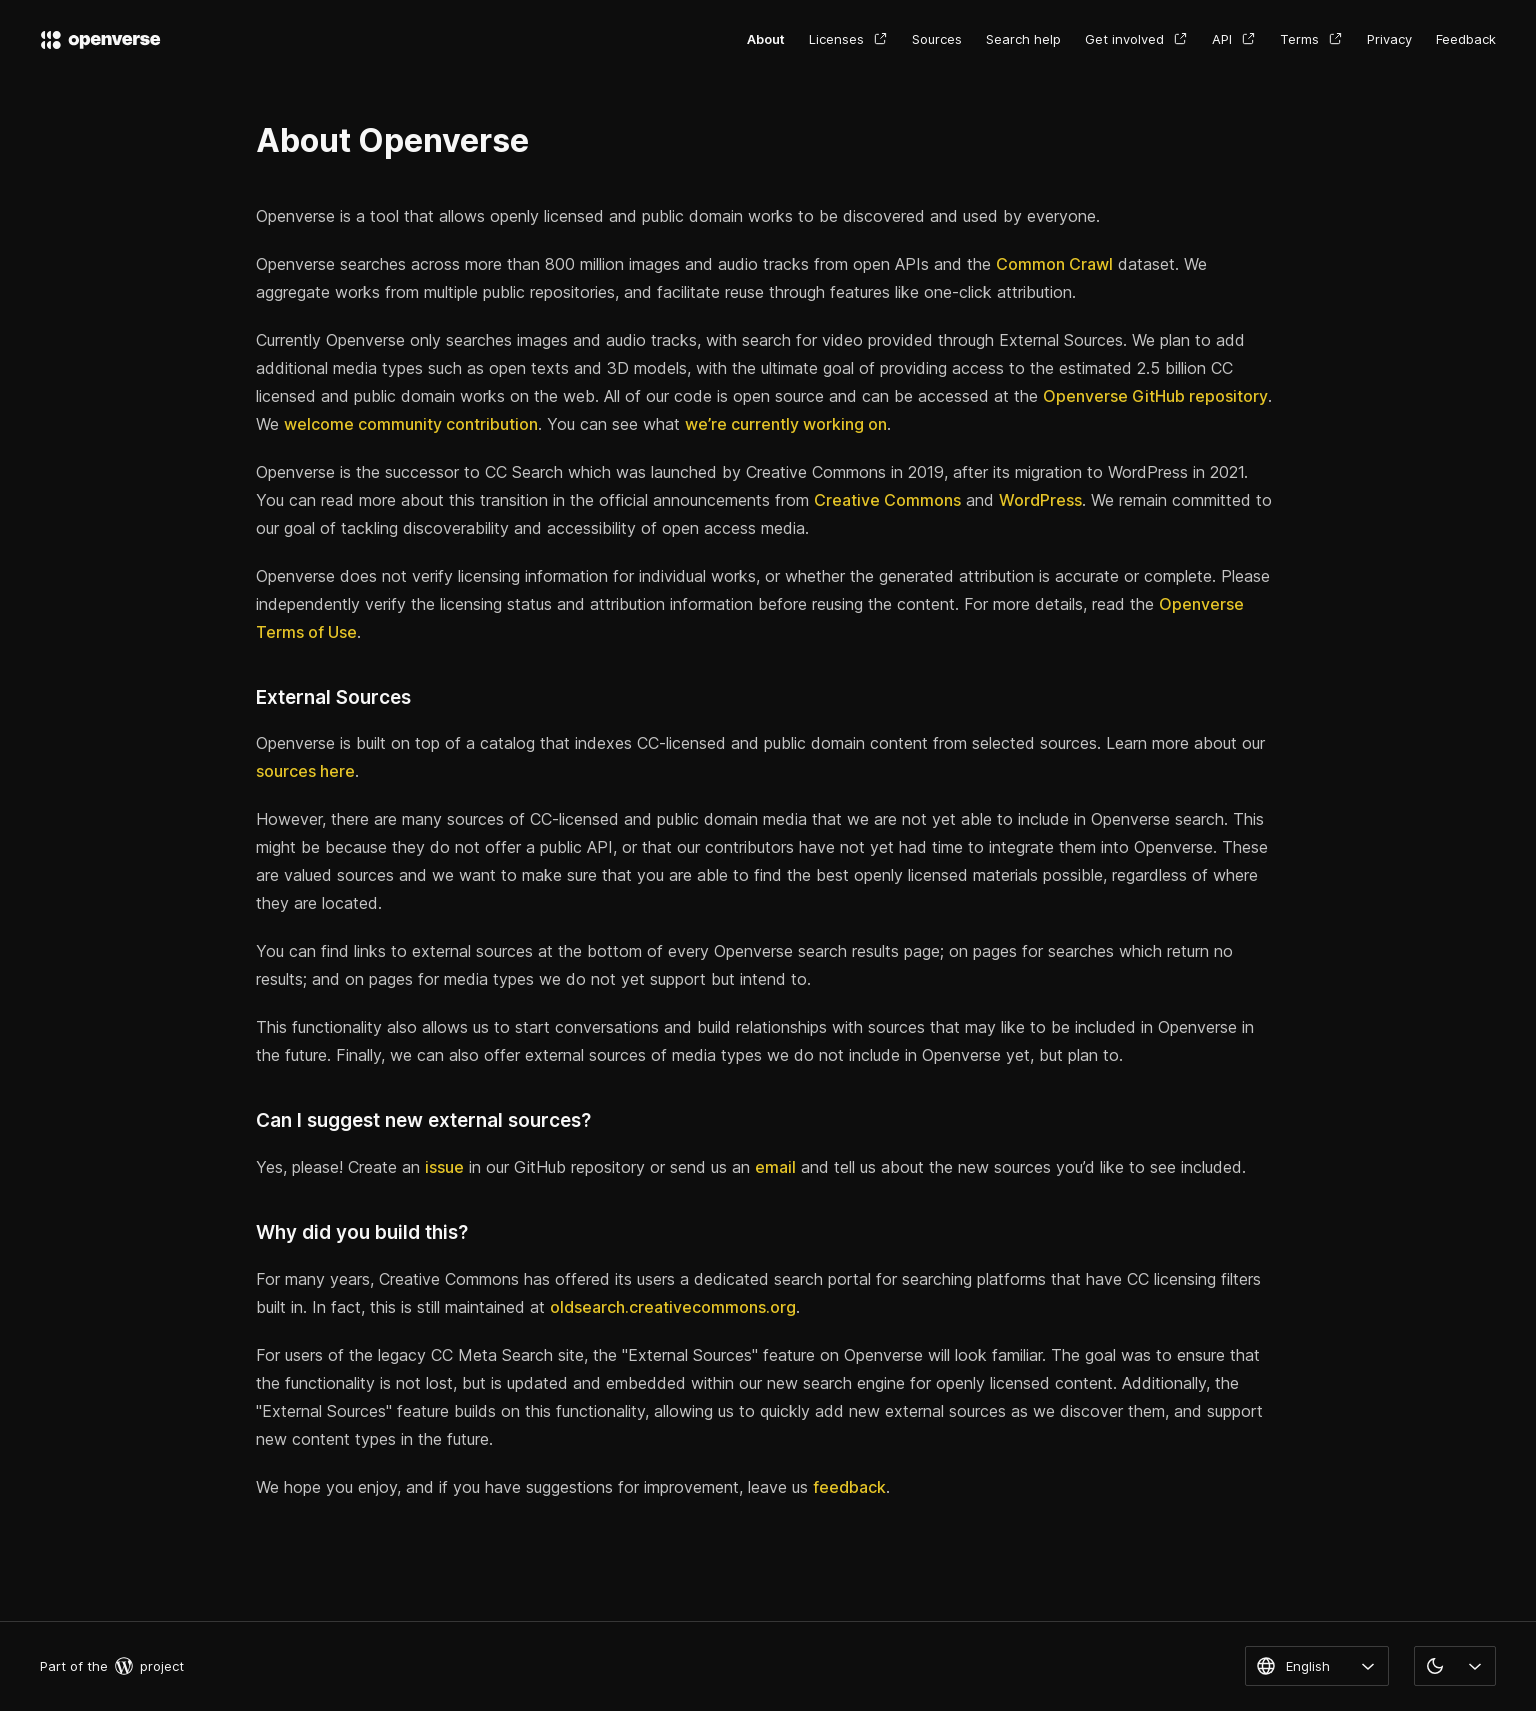 openverse
About Licenses Sources Search help Get involved API Terms Privacy Feedback
About Openverse
Openverse is a tool that allows openly licensed and public domain works to be discovered and used by everyone.
Openverse searches across more than 800 million images and audio tracks from open APIs and the Common Crawl dataset. We
aggregate works from multiple public repositories, and facilitate reuse through features like one-click attribution.
Currently Openverse only searches images and audio tracks, with search for video provided through External Sources. We plan to add
additional media types such as open texts and 3D models, with the ultimate goal of providing access to the estimated 2.5 billion CC
licensed and public domain works on the web. All of our code is open source and can be accessed at the Openverse GitHub repository.
We welcome community contribution. You can see what we’re currently working on.
Openverse is the successor to CC Search which was launched by Creative Commons in 2019, after its migration to WordPress in 2021.
You can read more about this transition in the official announcements from Creative Commons and WordPress. We remain committed to
our goal of tackling discoverability and accessibility of open access media.
Openverse does not verify licensing information for individual works, or whether the generated attribution is accurate or complete. Please
independently verify the licensing status and attribution information before reusing the content. For more details, read the Openverse
Terms of Use.
External Sources
Openverse is built on top of a catalog that indexes CC-licensed and public domain content from selected sources. Learn more about our
sources here.
However, there are many sources of CC-licensed and public domain media that we are not yet able to include in Openverse search. This
might be because they do not offer a public API, or that our contributors have not yet had time to integrate them into Openverse. These
are valued sources and we want to make sure that you are able to find the best openly licensed materials possible, regardless of where
they are located.
You can find links to external sources at the bottom of every Openverse search results page; on pages for searches which return no
results; and on pages for media types we do not yet support but intend to.
This functionality also allows us to start conversations and build relationships with sources that may like to be included in Openverse in
the future. Finally, we can also offer external sources of media types we do not include in Openverse yet, but plan to.
Can I suggest new external sources?
Yes, please! Create an issue in our GitHub repository or send us an email and tell us about the new sources you’d like to see included.
Why did you build this?
For many years, Creative Commons has offered its users a dedicated search portal for searching platforms that have CC licensing filters
built in. In fact, this is still maintained at oldsearch.creativecommons.org.
For users of the legacy CC Meta Search site, the "External Sources" feature on Openverse will look familiar. The goal was to ensure that
the functionality is not lost, but is updated and embedded within our new search engine for openly licensed content. Additionally, the
"External Sources" feature builds on this functionality, allowing us to quickly add new external sources as we discover them, and support
new content types in the future.
We hope you enjoy, and if you have suggestions for improvement, leave us feedback.
Part of the project English